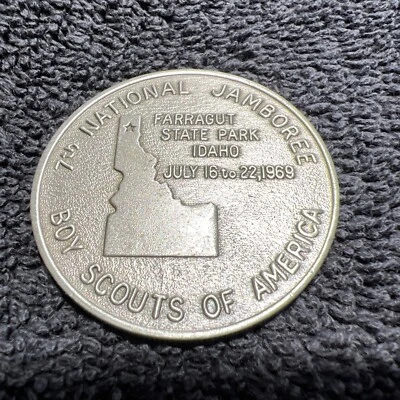 7th NATIONAL JAMBOREE
FARRAGUT
STATE PARK
IDAHO
JULY 16 to 22, 1969
BOY SCOUTS OF AMERICA